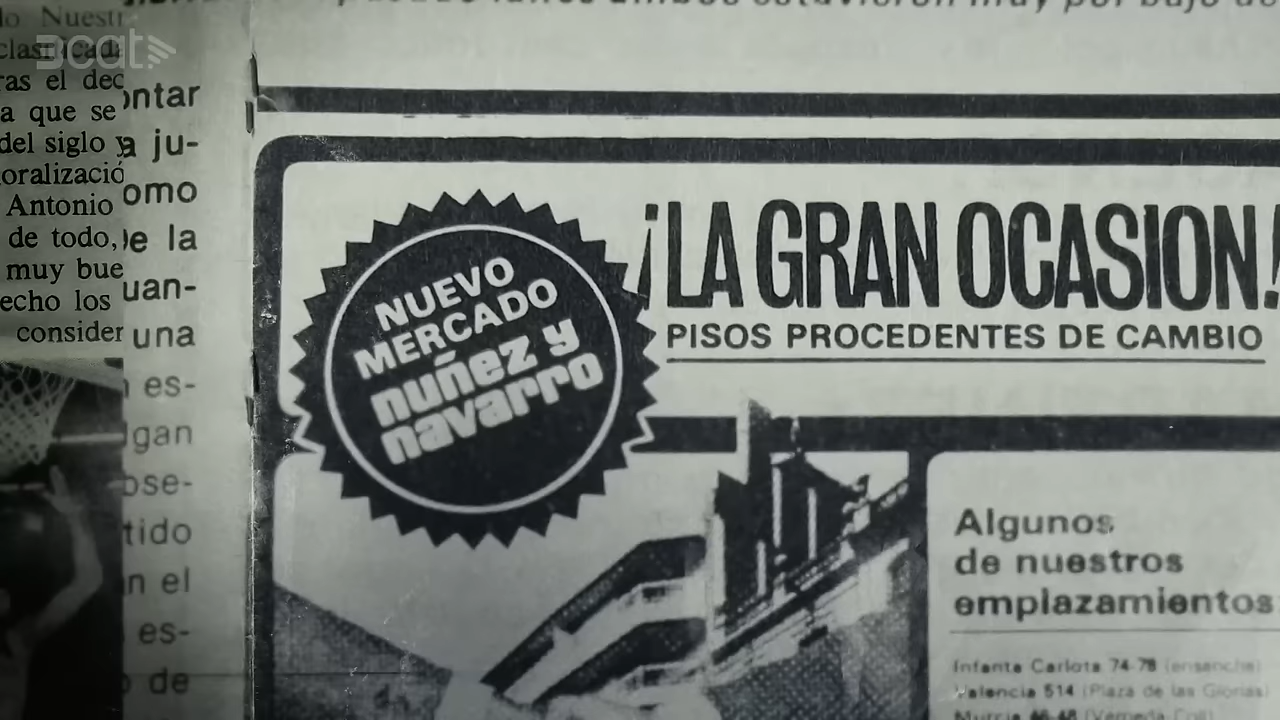 3cat
lo Nuestr
ras el dec
a que se
del siglo y
oralizació
Antonio
de todo,
muy bue
echo los
consider
ontar
a ju-
omo
e la
uan-
una
es-
gan
ose-
tido
n el
es-
de
NUEVO
MERCADO
nuñez y
navarro
¡LA GRAN OCASION!
PISOS PROCEDENTES DE CAMBIO
Algunos
de nuestros
emplazamientos
Infanta Carlota 74-78 (ensanche)
Valencia 514 (Plaza de las Glorias)
Murcia